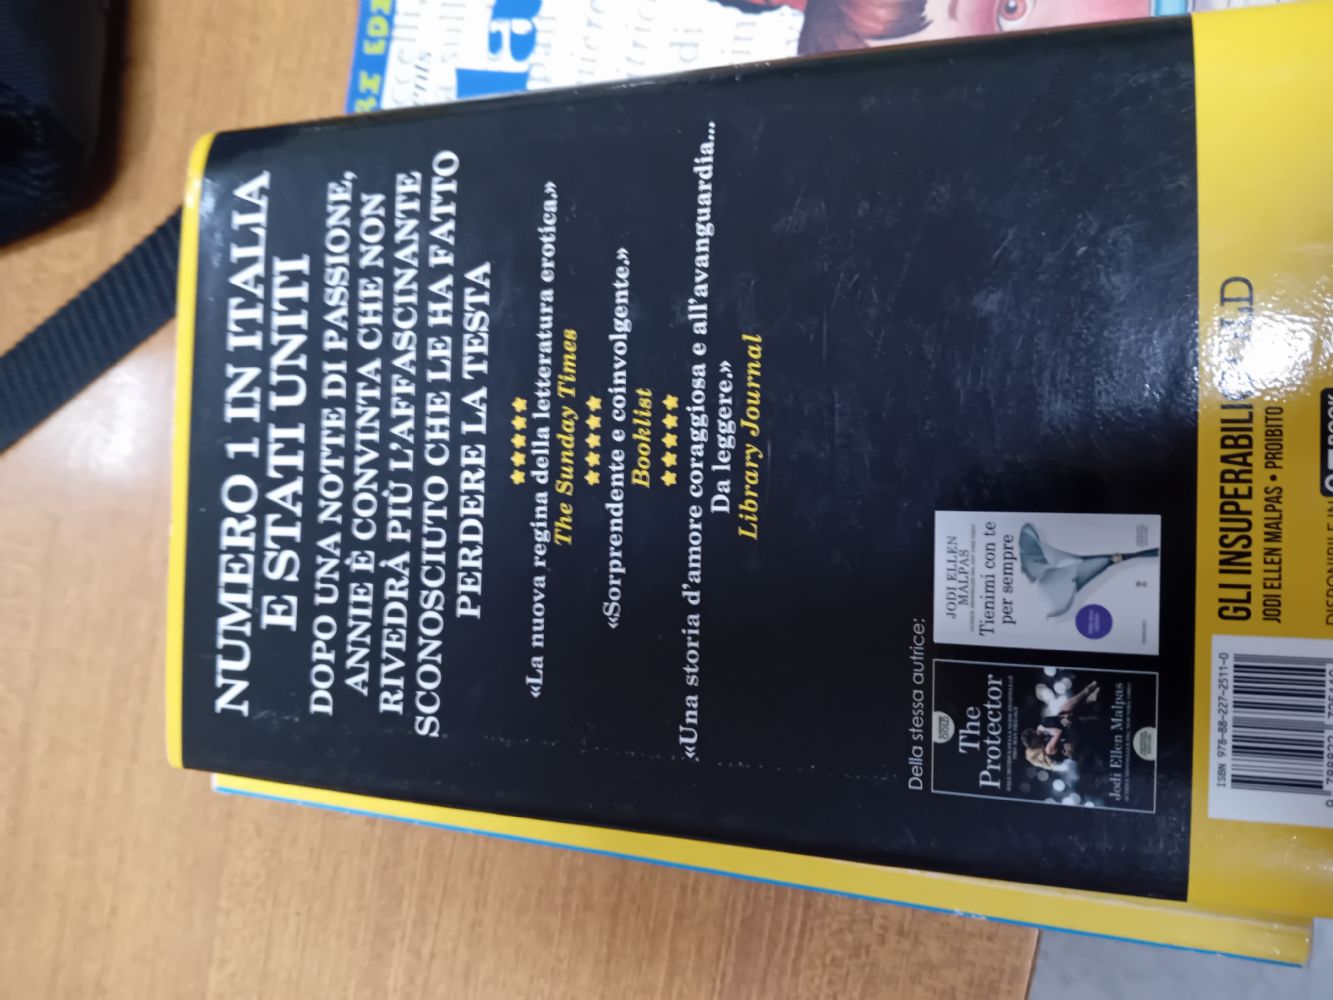 NUMERO 1 IN ITALIA
E STATI UNITI
DOPO UNA NOTTE DI PASSIONE,
ANNIE È CONVINTA CHE NON
RIVEDRÀ PIÙ L'AFFASCINANTE
SCONOSCIUTO CHE LE HA FATTO
PERDERE LA TESTA
«La nuova regina della letteratura erotica.»
The Sunday Times
«Sorprendente e coinvolgente.»
Booklist
«Una storia d'amore coraggiosa e all'avanguardia...
Da leggere.»
Library Journal
Della stessa autrice:
The
Protector
Jodi Ellen Malpas
JODI ELLEN
MALPAS
Tienimi con te
per sempre
ISBN 978-88-227-2511-0
GLI INSUPERABILI GOLD
JODI ELLEN MALPAS • PROIBITO
DISPONIBILE IN